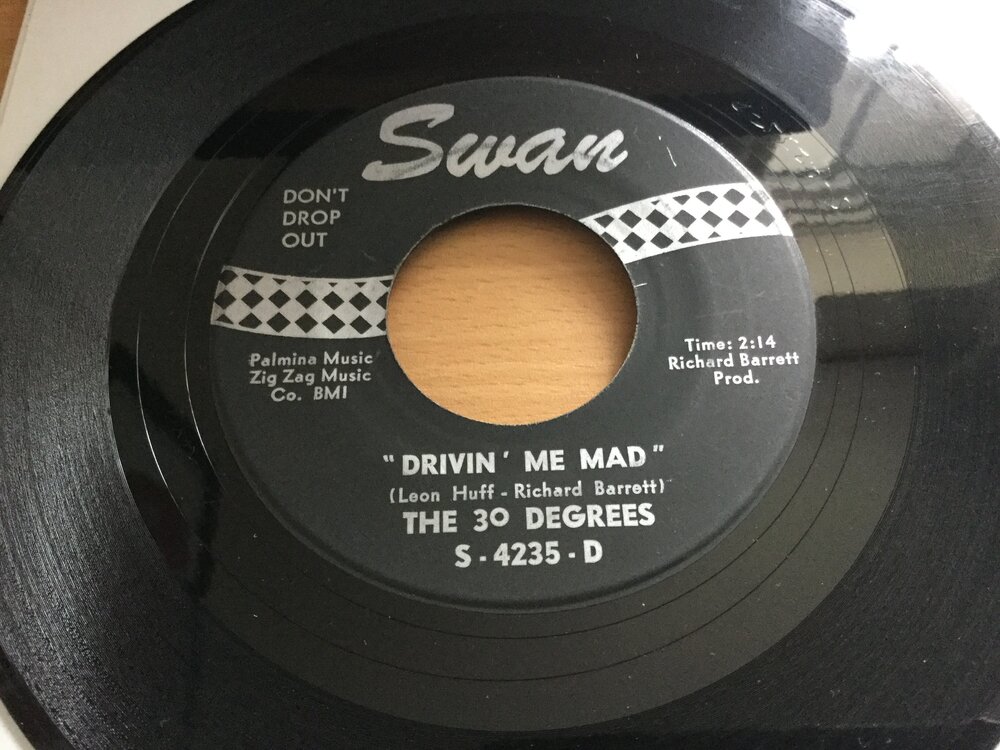 Swan
DON'T
DROP
OUT
Palmina Music
Zig Zag Music
Co. BMI
Time: 2:14
Richard Barrett
Prod.
"DRIVIN' ME MAD"
(Leon Huff - Richard Barrett)
THE 30 DEGREES
S - 4235 - D